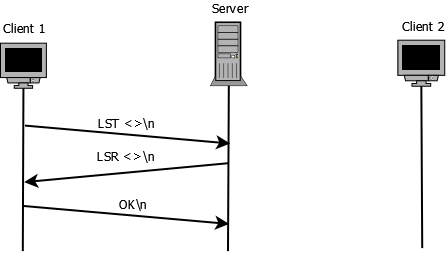 Server
Client 1
Client 2
LST <>\n
LSR <>\n
OK\n